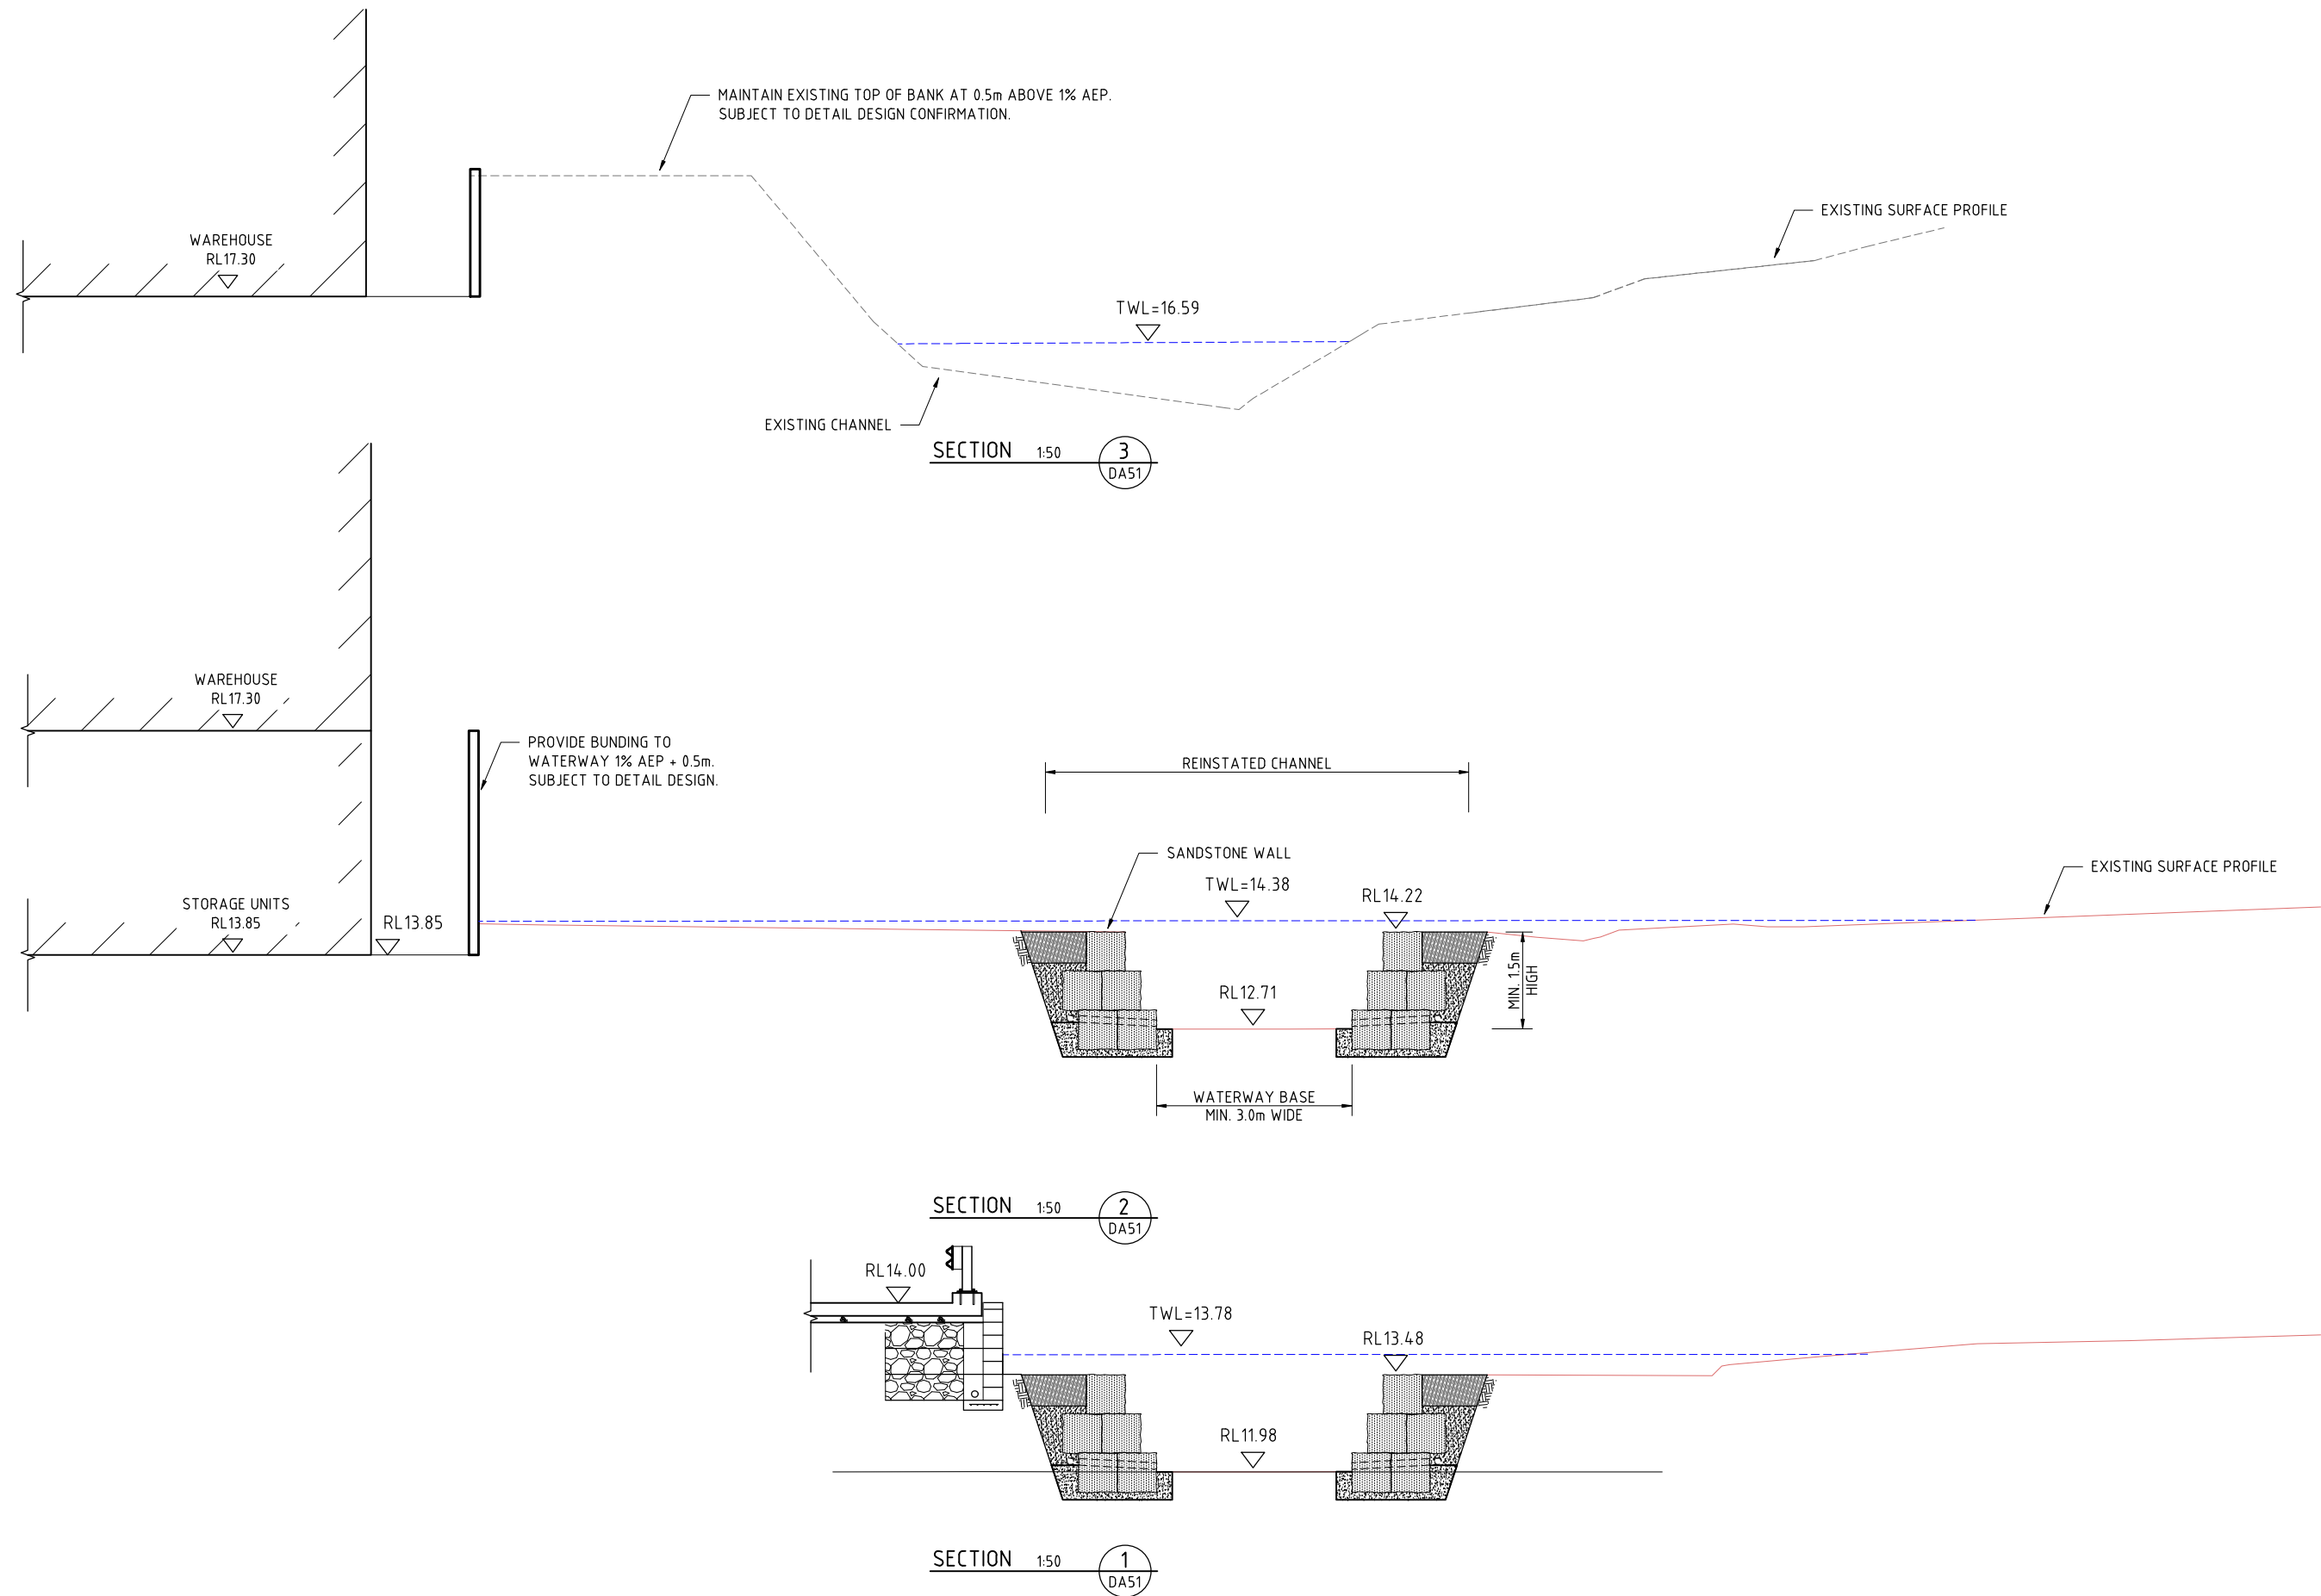 MAINTAIN EXISTING TOP OF BANK AT 0.5m ABOVE 1% AEP.
SUBJECT TO DETAIL DESIGN CONFIRMATION.
EXISTING SURFACE PROFILE
WAREHOUSE
RL17.30
TWL=16.59
EXISTING CHANNEL
SECTION 1:50 3
DA51
WAREHOUSE
RL17.30
PROVIDE BUNDING TO
WATERWAY 1% AEP + 0.5m.
SUBJECT TO DETAIL DESIGN.
REINSTATED CHANNEL
SANDSTONE WALL
EXISTING SURFACE PROFILE
TWL=14.38
RL14.22
STORAGE UNITS
RL13.85
RL13.85
MIN. 1.5m
HIGH
RL12.71
WATERWAY BASE
MIN. 3.0m WIDE
SECTION 1:50 2
DA51
RL14.00
TWL=13.78
RL13.48
RL11.98
SECTION 1:50 1
DA51